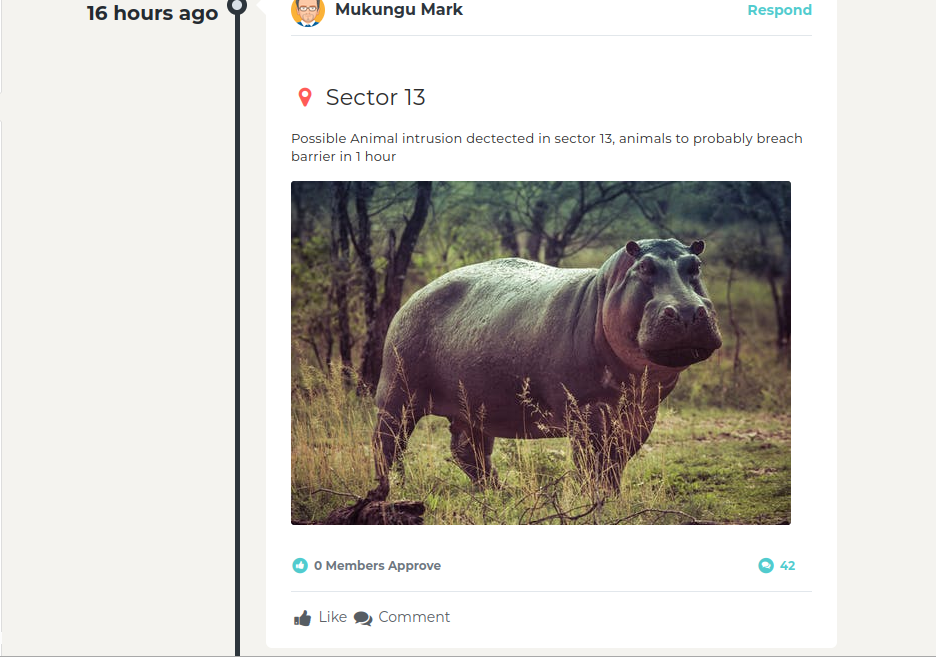 16 hours ago
Mukungu Mark
Respond
Sector 13
Possible Animal intrusion dectected in sector 13, animals to probably breach
barrier in 1 hour
0 Members Approve
42
Like Comment